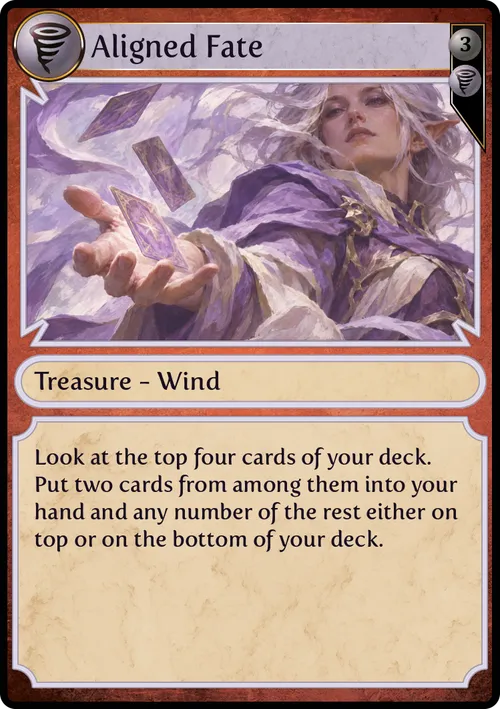 Aligned Fate
3
Treasure - Wind
Look at the top four cards of your deck.
Put two cards from among them into your
hand and any number of the rest either on
top or on the bottom of your deck.